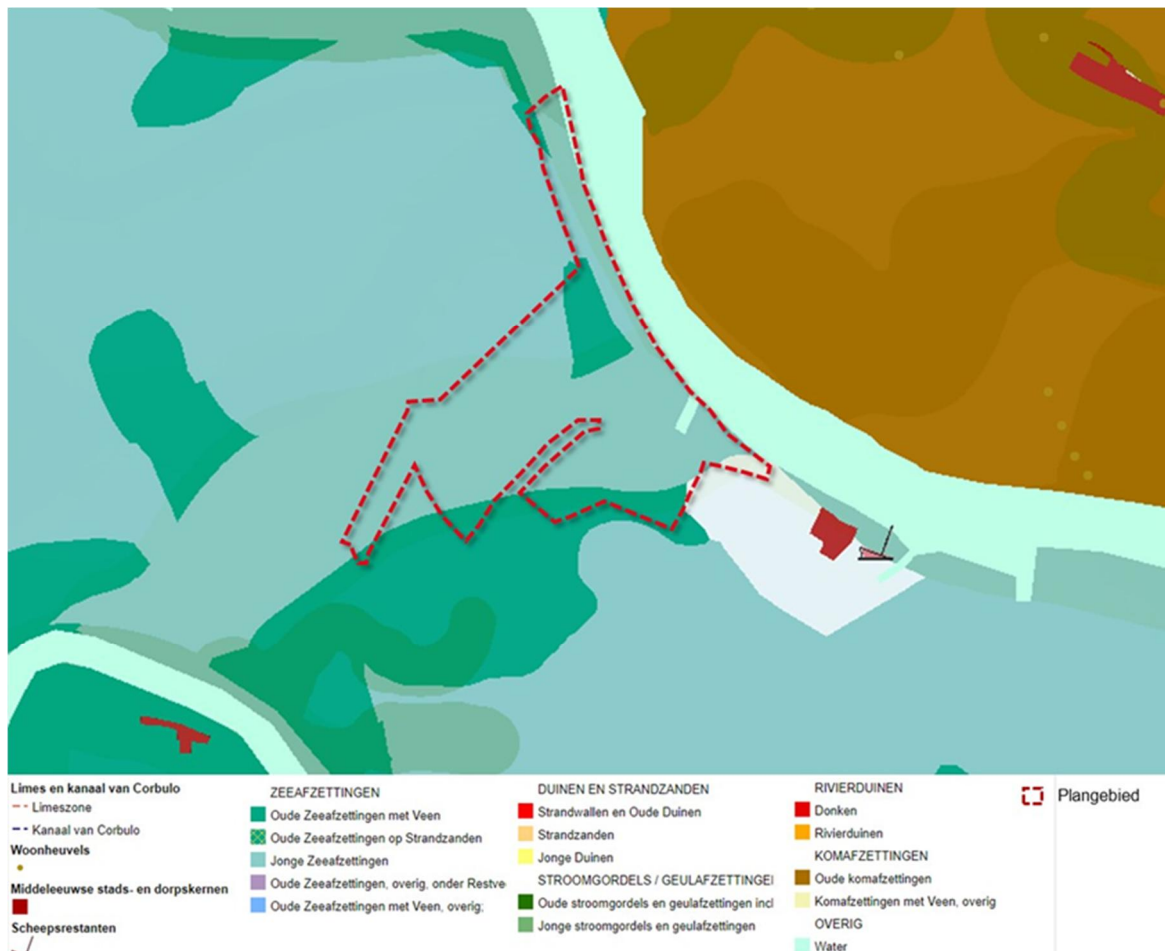 Limes en kanaal van Corbulo
Limeszone
Kanaal van Corbulo
Woonheuvels
Middeleeuwse stads- en dorpskernen
Scheepsrestanten
ZEEAFZETTINGEN
Oude Zeeafzettingen met Veen
Oude Zeeafzettingen op Strandzanden
Jonge Zeeafzettingen
Oude Zeeafzettingen, overig, onder Restve
Oude Zeeafzettingen met Veen, overig;
DUINEN EN STRANDZANDEN
Strandwallen en Oude Duinen
Strandzanden
Jonge Duinen
STROOMGORDELS / GEULAFZETTINGEI
Oude stroomgordels en geulafzettingen incl
Jonge stroomgordels en geulafzettingen
RIVIERDUINEN
Donken
Rivierduinen
KOMAFZETTINGEN
Oude komafzettingen
Komafzettingen met Veen, overig
OVERIG
Water
Plangebied